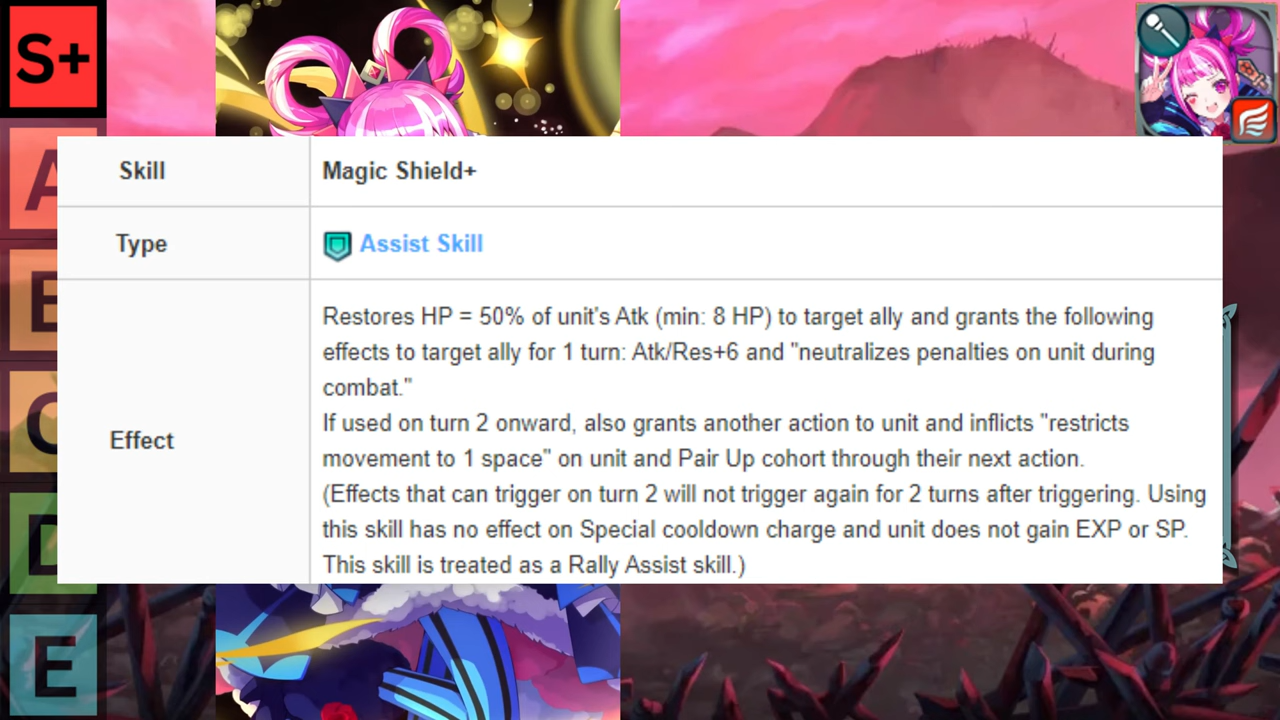 S+
A
B
C
D
E
Skill
Magic Shield+
Type
Assist Skill
Effect
Restores HP = 50% of unit's Atk (min: 8 HP) to target ally and grants the following
effects to target ally for 1 turn: Atk/Res+6 and "neutralizes penalties on unit during
combat."
If used on turn 2 onward, also grants another action to unit and inflicts "restricts
movement to 1 space" on unit and Pair Up cohort through their next action.
(Effects that can trigger on turn 2 will not trigger again for 2 turns after triggering. Using
this skill has no effect on Special cooldown charge and unit does not gain EXP or SP.
This skill is treated as a Rally Assist skill.)